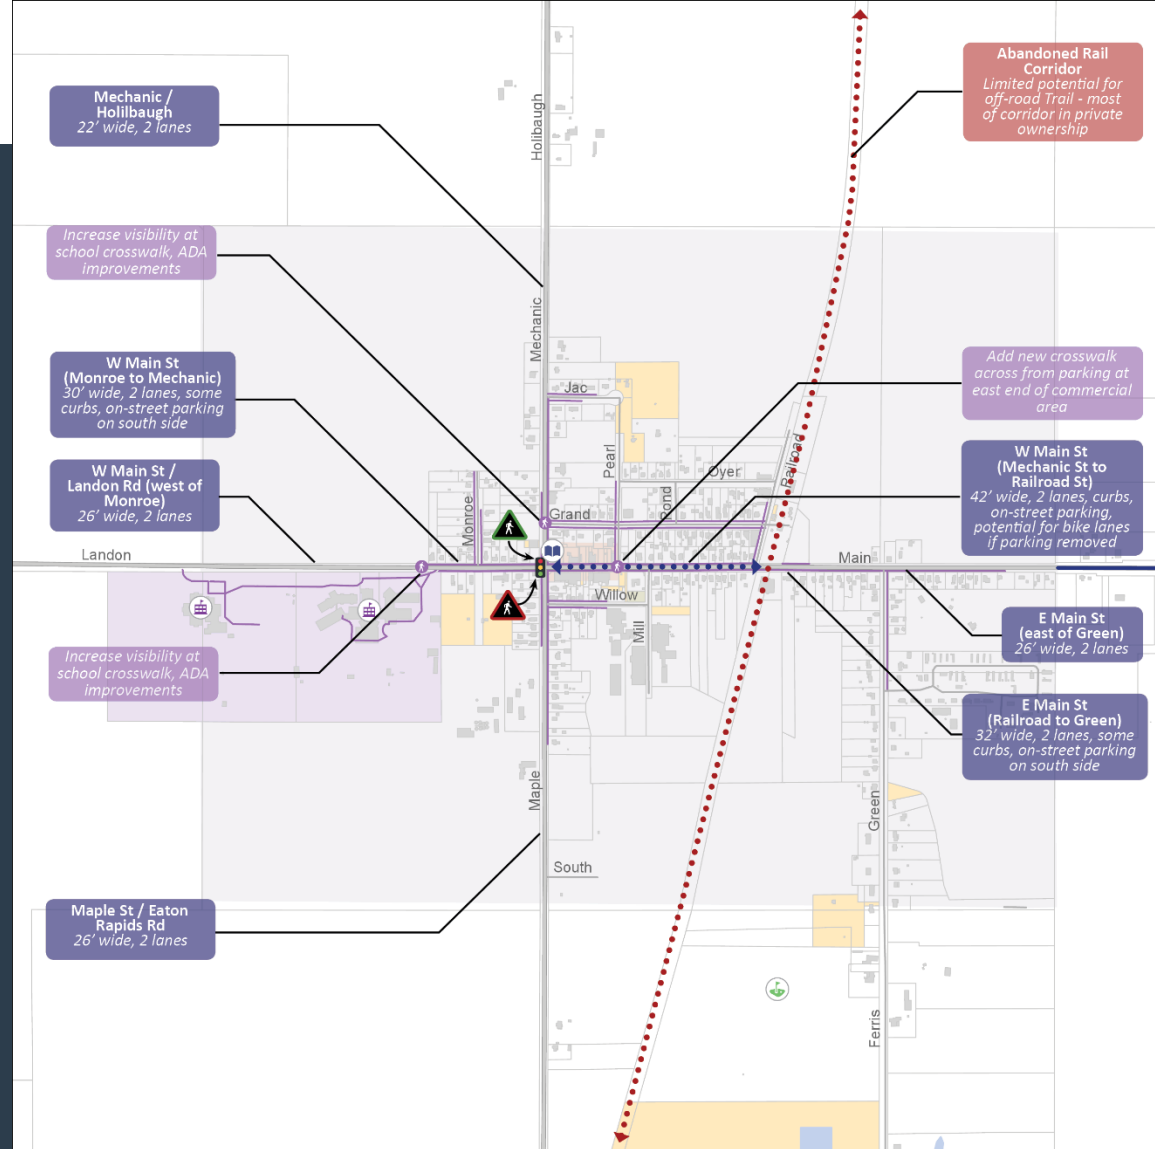 Abandoned Rail
Corridor
Limited potential for
off-road Trail - most
of corridor in private
ownership
Mechanic /
Holilbaugh
22' wide, 2 lanes
Holibaugh
Increase visibility at
school crosswalk, ADA
improvements
Mechanic
W Main St
(Monroe to Mechanic)
30' wide, 2 lanes, some
curbs, on-street parking
on south side
Add new crosswalk
across from parking at
east end of commercial
area
Jac
Pearl
Oyer
Railroad
Pond
W Main St
(Mechanic St to
Railroad St)
42' wide, 2 lanes, curbs,
on-street parking,
potential for bike lanes
if parking removed
W Main St /
Landon Rd (west of
Monroe)
26' wide, 2 lanes
Monroe
Grand
Landon
Main
Willow
Mill
E Main St
(east of Green)
26' wide, 2 lanes
Increase visibility at
school crosswalk, ADA
improvements
E Main St
(Railroad to Green)
32' wide, 2 lanes, some
curbs, on-street parking
on south side
Maple
Green
South
Maple St / Eaton
Rapids Rd
26' wide, 2 lanes
Ferris